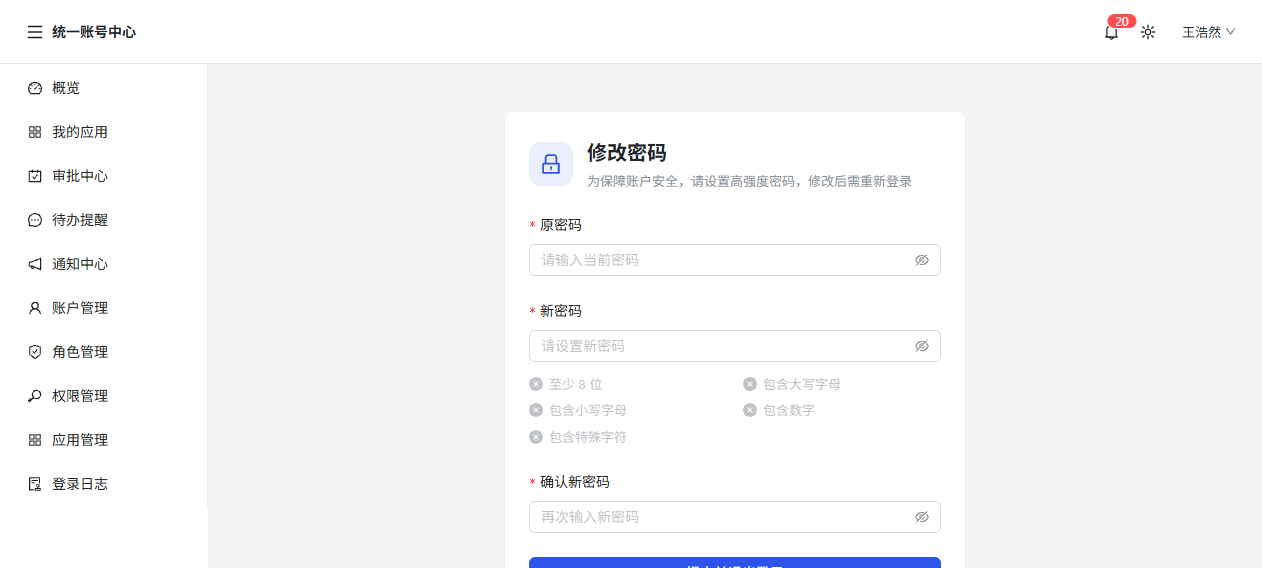 统一账号中心
20
王浩然
概览
我的应用
审批中心
待办提醒
通知中心
账户管理
角色管理
权限管理
应用管理
登录日志
修改密码
为保障账户安全，请设置高强度密码，修改后需重新登录
* 原密码
请输入当前密码
* 新密码
请设置新密码
至少 8 位
包含大写字母
包含小写字母
包含数字
包含特殊字符
* 确认新密码
再次输入新密码